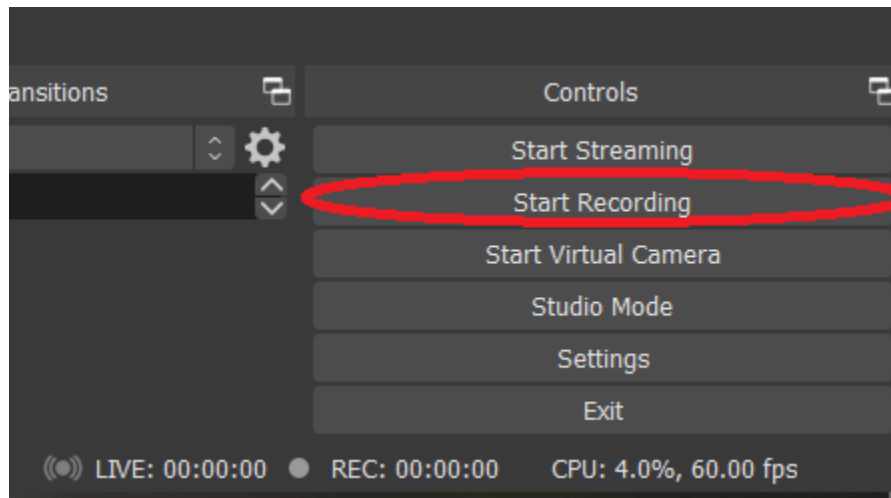 ansitions
Controls
Start Streaming
Start Recording
Start Virtual Camera
Studio Mode
Settings
Exit
LIVE: 00:00:00 REC: 00:00:00 CPU: 4.0%, 60.00 fps